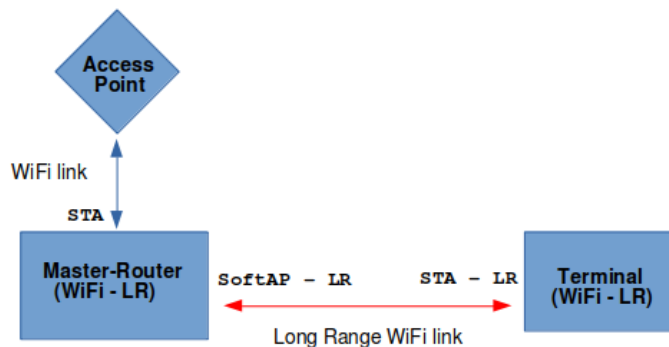 Access
Point
WiFi link
STA
Master-Router
(WiFi - LR)
SoftAP – LR
STA – LR
Terminal
(WiFi - LR)
Long Range WiFi link